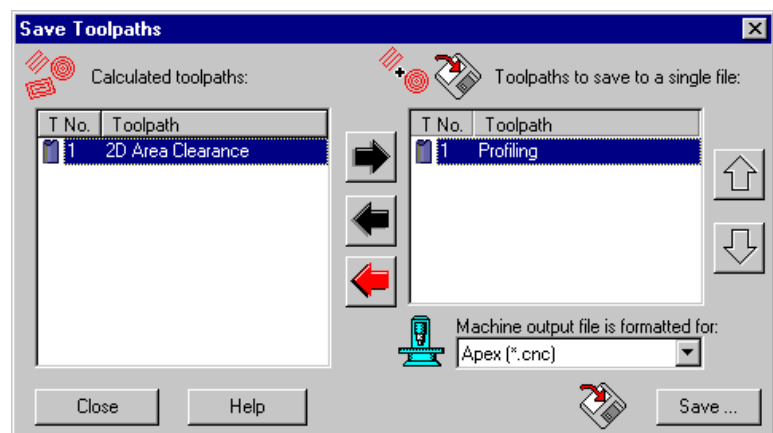 Save Toolpaths
Calculated toolpaths:
Toolpaths to save to a single file:
T No. Toolpath
1 2D Area Clearance
T No. Toolpath
1 Profiling
Machine output file is formatted for:
Apex (*.cnc)
Close Help Save ...